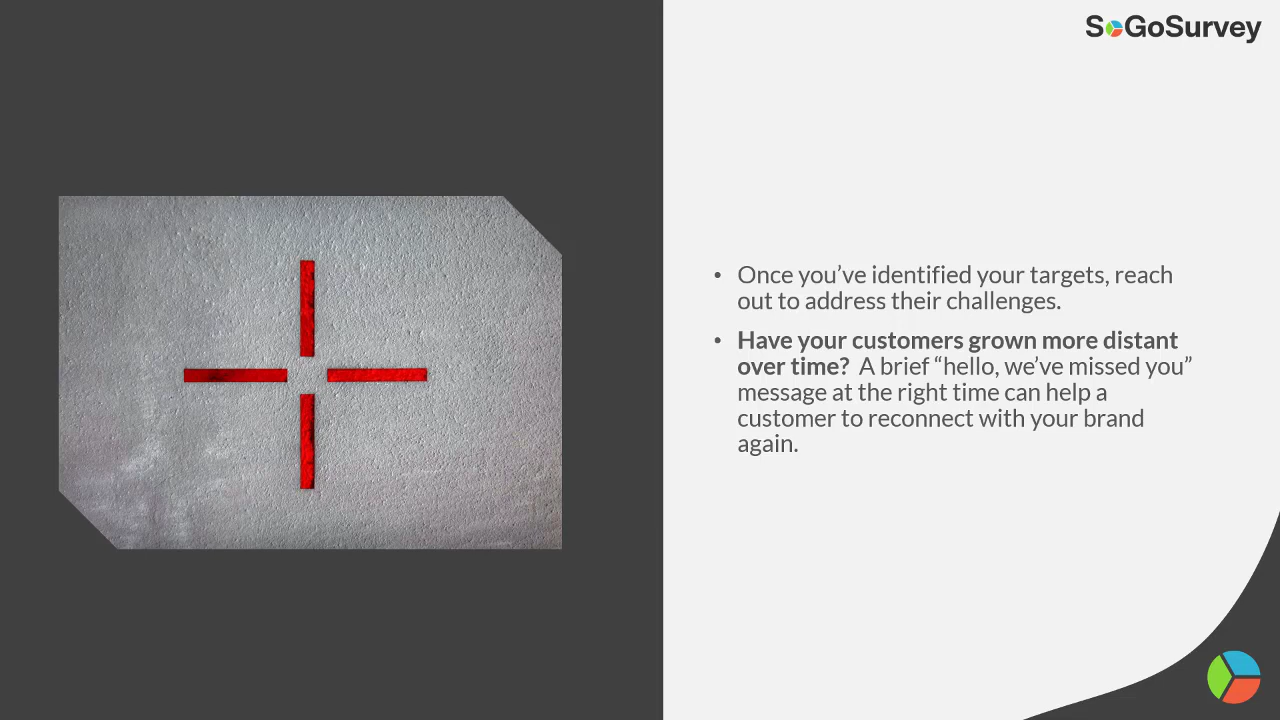 SoGoSurvey
• Once you’ve identified your targets, reach
out to address their challenges.
• Have your customers grown more distant
over time?  A brief “hello, we’ve missed you”
message at the right time can help a
customer to reconnect with your brand
again.